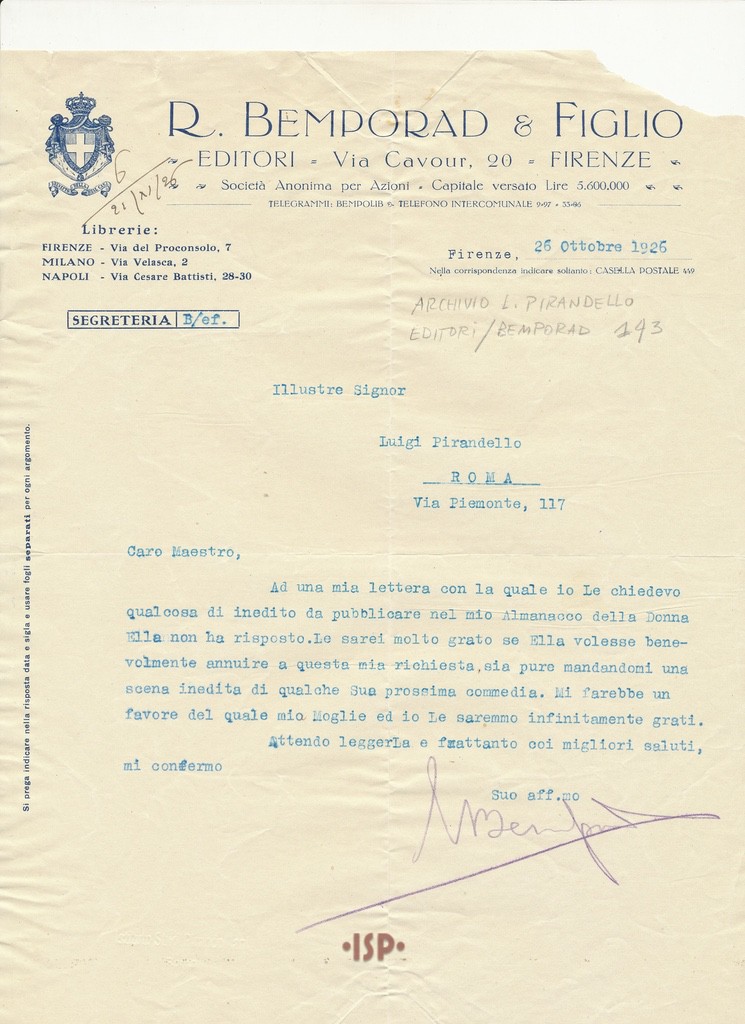 R. BEMPORAD & FIGLIO
EDITORI = Via Cavour, 20 = FIRENZE
Società Anonima per Azioni - Capitale versato Lire 5.600.000
TELEGRAMMI: BEMPOLIB - TELEFONO INTERCOMUNALE 2-97 - 33-96
6
21/XI/26
Librerie:
FIRENZE - Via del Proconsolo, 7
MILANO - Via Velasca, 2
NAPOLI - Via Cesare Battisti, 28-30
Firenze, 26 Ottobre 1926
Nella corrispondenza indicare soltanto: CASELLA POSTALE 449
ARCHIVIO L. PIRANDELLO
EDITORI/BEMPORAD 143
SEGRETERIA B/ef.
Illustre Signor
Luigi Pirandello
ROMA
Via Piemonte, 117
Caro Maestro,
Ad una mia lettera con la quale io Le chiedevo
qualcosa di inedito da pubblicare nel mio Almanacco della Donna
Ella non ha risposto.Le sarei molto grato se Ella volesse bene-
volmente annuire a questa mia richiesta,sia pure mandandomi una
scena inedita di qualche Sua prossima commedia. Mi farebbe un
favore del quale mia Moglie ed io Le saremmo infinitamente grati.
Attendo leggerLa e frattanto coi migliori saluti,
mi confermo
Suo aff.mo
Si prega indicare nella risposta data e sigla e usare fogli separati per ogni argomento.
·ISP·